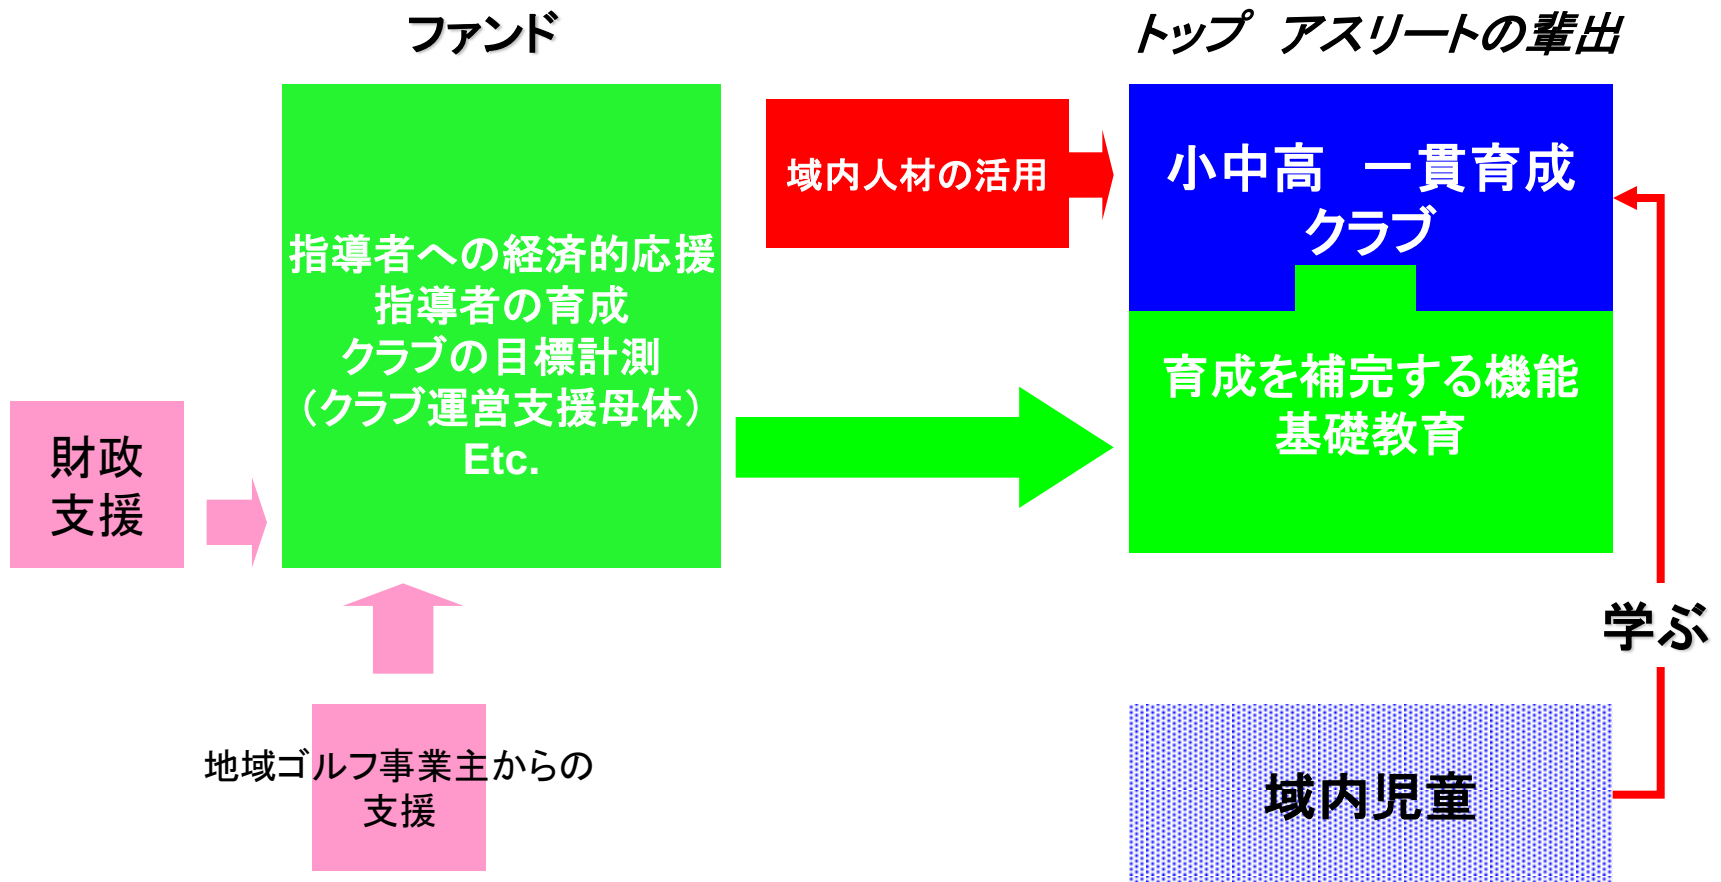 ファンド
トップ　アスリートの輩出
域内人材の活用
小中高　一貫育成
クラブ
指導者への経済的応援
指導者の育成
クラブの目標計測
（クラブ運営支援母体）
Etc.
育成を補完する機能
基礎教育
財政
支援
学ぶ
地域ゴルフ事業主からの
支援
域内児童